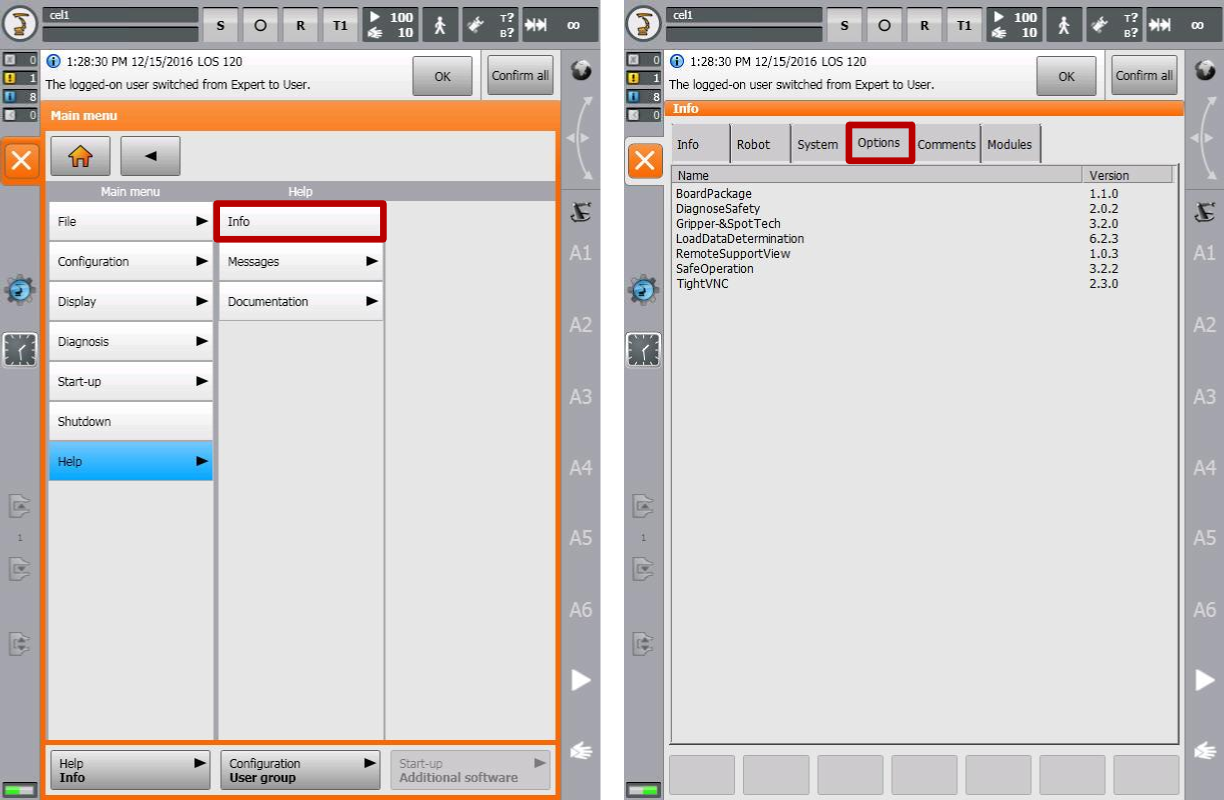 cel1
S O R T1 100 10 T? B? ∞
0
1
8
0
1:28:30 PM 12/15/2016 LOS 120
The logged-on user switched from Expert to User.
OK
Confirm all
Main menu
Main menu Help
File
Configuration
Display
Diagnosis
Start-up
Shutdown
Help
Info
Messages
Documentation
A1
A2
A3
A4
A5
A6
1
Help
Info
Configuration
User group
Start-up
Additional software
cel1
S O R T1 100 10 T? B? ∞
0
1
8
0
1:28:30 PM 12/15/2016 LOS 120
The logged-on user switched from Expert to User.
OK
Confirm all
Info
Info Robot System Options Comments Modules
Name Version
BoardPackage 1.1.0
DiagnoseSafety 2.0.2
Gripper-&SpotTech 3.2.0
LoadDataDetermination 6.2.3
RemoteSupportView 1.0.3
SafeOperation 3.2.2
TightVNC 2.3.0
A1
A2
A3
A4
A5
A6
1